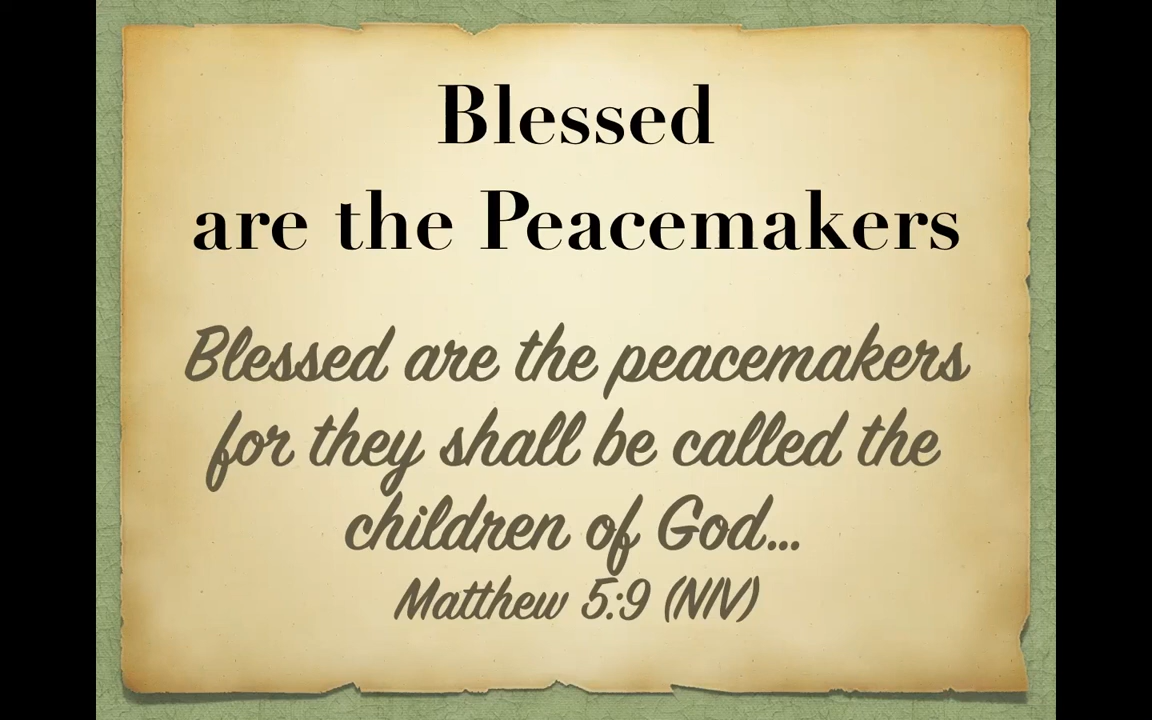 Blessed
are the Peacemakers
Blessed are the peacemakers
for they shall be called the
children of God...
Matthew 5:9 (NIV)